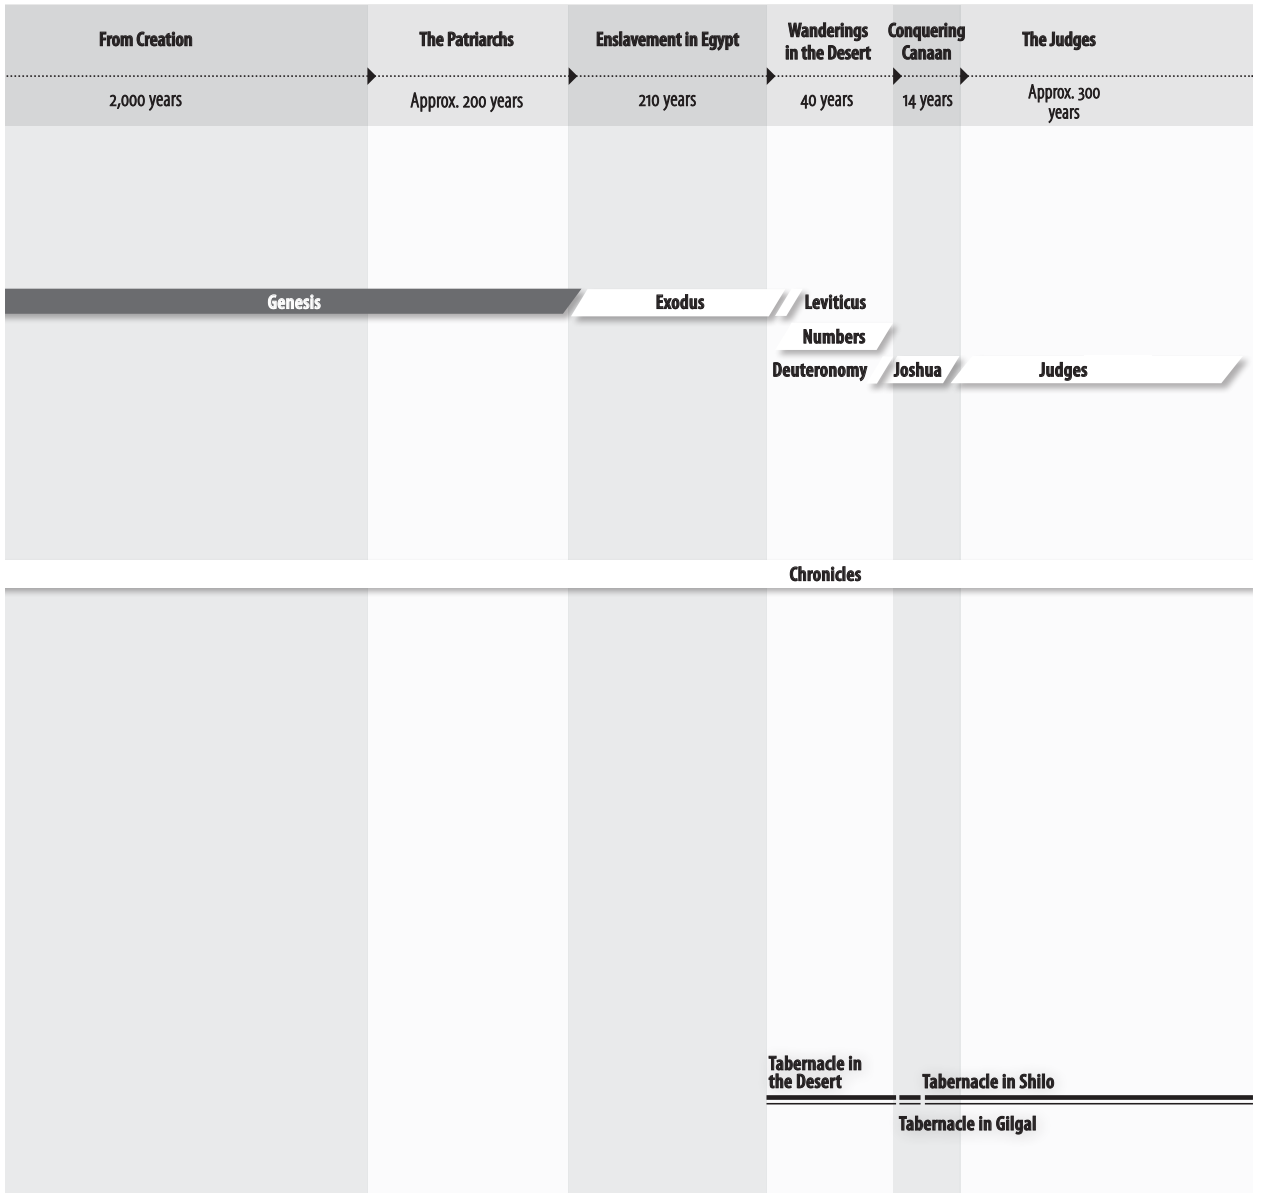 From Creation
The Patriarchs
Enslavement in Egypt
Wanderings
in the Desert
Conquering
Canaan
The Judges
2,000 years
Approx. 200 years
210 years
40 years
14 years
Approx. 300
years
Genesis
Exodus
Leviticus
Numbers
Deuteronomy
Joshua
Judges
Chronicles
Tabernacle in
the Desert
Tabernacle in Shilo
Tabernacle in Gilgal